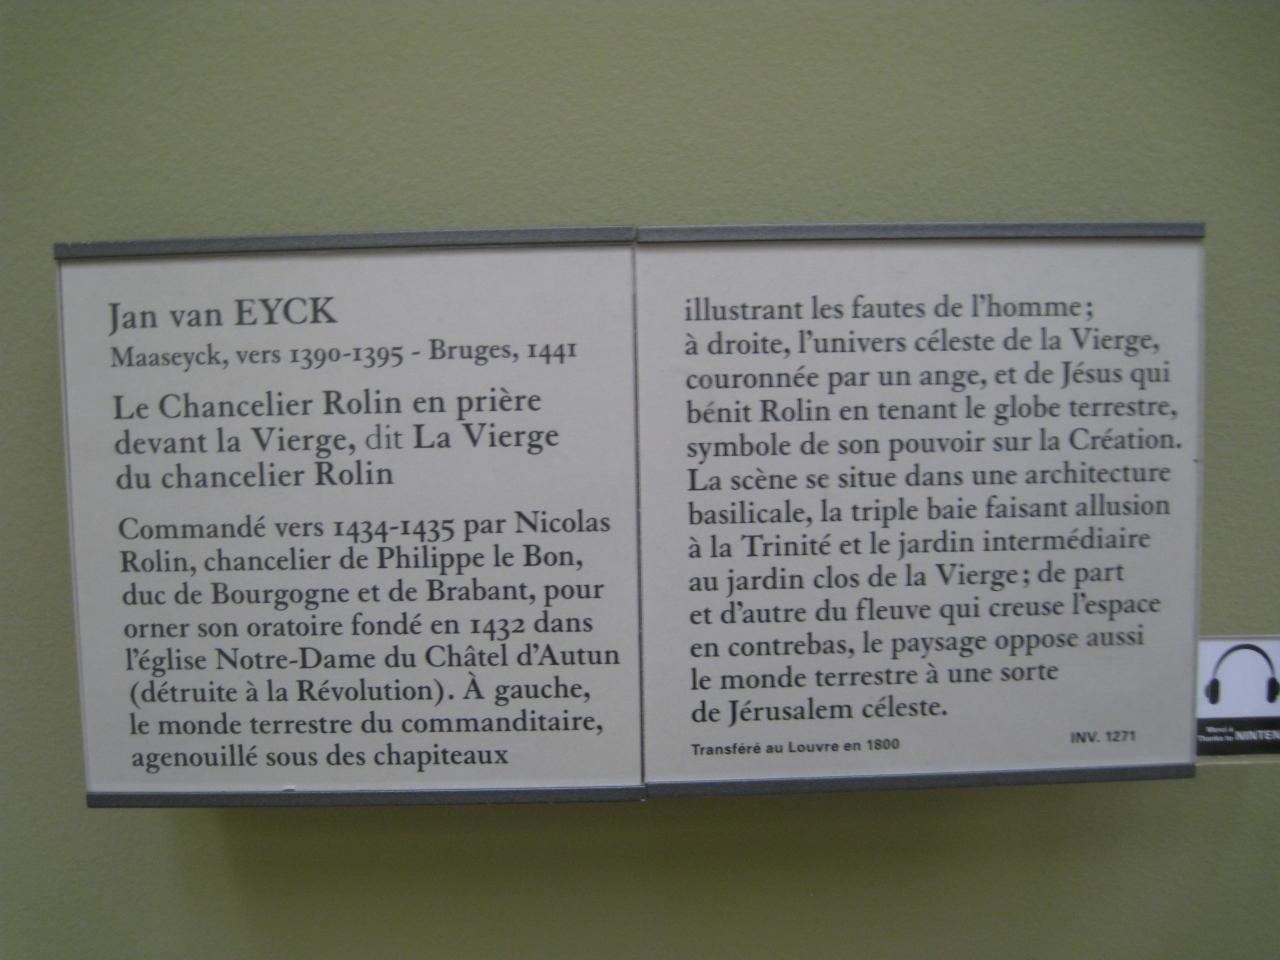 Jan van EYCK
Maaseyck, vers 1390-1395 - Bruges, 1441
Le Chancelier Rolin en prière
devant la Vierge, dit La Vierge
du chancelier Rolin
Commandé vers 1434-1435 par Nicolas
Rolin, chancelier de Philippe le Bon,
duc de Bourgogne et de Brabant, pour
orner son oratoire fondé en 1432 dans
l'église Notre-Dame du Châtel d'Autun
(détruite à la Révolution). À gauche,
le monde terrestre du commanditaire,
agenouillé sous des chapiteaux
illustrant les fautes de l'homme ;
à droite, l'univers céleste de la Vierge,
couronnée par un ange, et de Jésus qui
bénit Rolin en tenant le globe terrestre,
symbole de son pouvoir sur la Création.
La scène se situe dans une architecture
basilicale, la triple baie faisant allusion
à la Trinité et le jardin intermédiaire
au jardin clos de la Vierge ; de part
et d'autre du fleuve qui creuse l'espace
en contrebas, le paysage oppose aussi
le monde terrestre à une sorte
de Jérusalem céleste.
Transféré au Louvre en 1800
INV. 1271
Merci à
Thanks to NINTEN